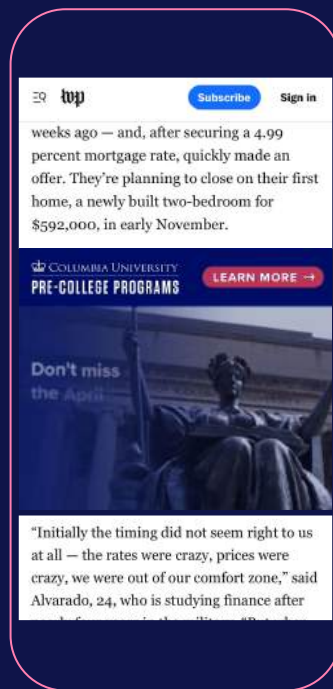 wp
Subscribe
Sign in
weeks ago — and, after securing a 4.99
percent mortgage rate, quickly made an
offer. They’re planning to close on their first
home, a newly built two-bedroom for
$592,000, in early November.
COLUMBIA UNIVERSITY
PRE-COLLEGE PROGRAMS
LEARN MORE →
Don't miss
the April
“Initially the timing did not seem right to us
at all — the rates were crazy, prices were
crazy, we were out of our comfort zone,” said
Alvarado, 24, who is studying finance after